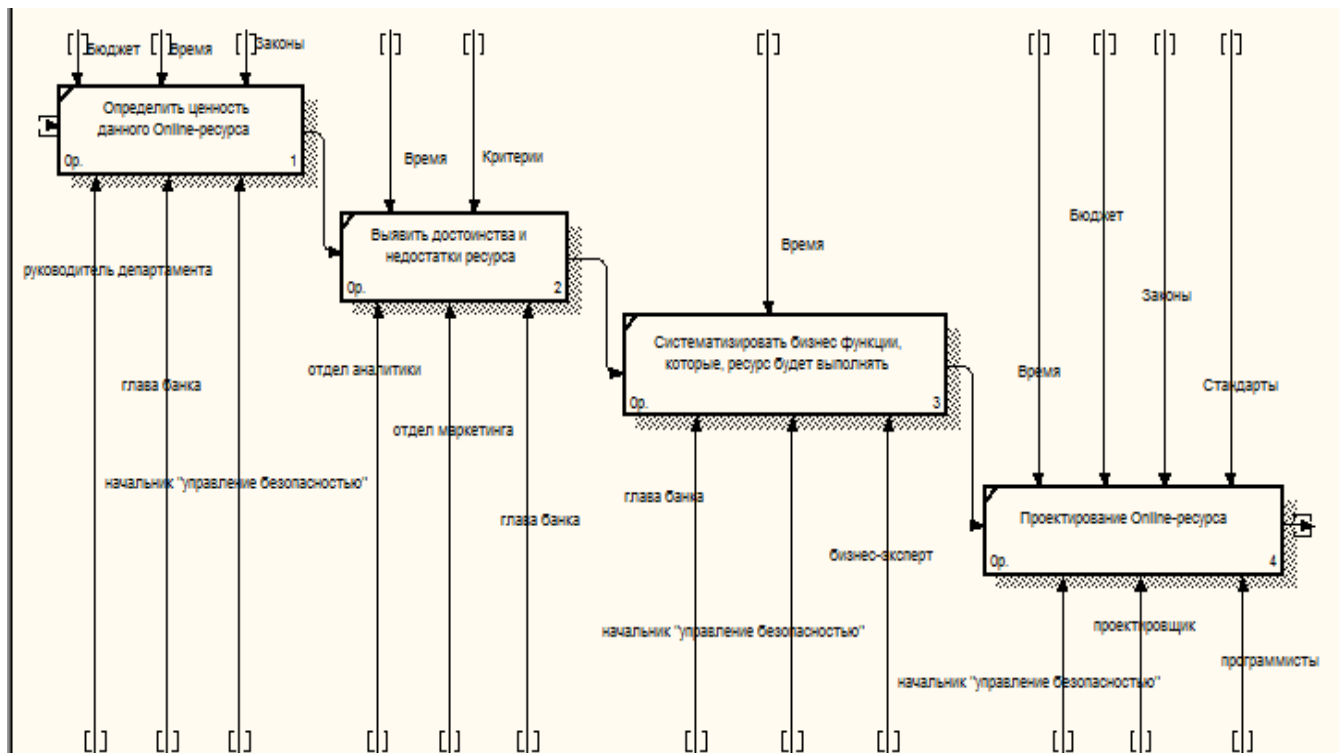 Бюджет
Время
Законы
Определить ценность
данного Online-ресурса
0р.
1
Время
Критерии
Выявить достоинства и
недостатки ресурса
0р.
2
Время
Бюджет
Законы
Время
Стандарты
руководитель департамента
глава банка
начальник "управление безопасностью"
отдел аналитики
отдел маркетинга
глава банка
Систематизировать бизнес функции,
которые, ресурс будет выполнять
0р.
3
глава банка
бизнес-эксперт
начальник "управление безопасностью"
Проектирование Online-ресурса
0р.
4
проектировщик
программисты
начальник "управление безопасностью"